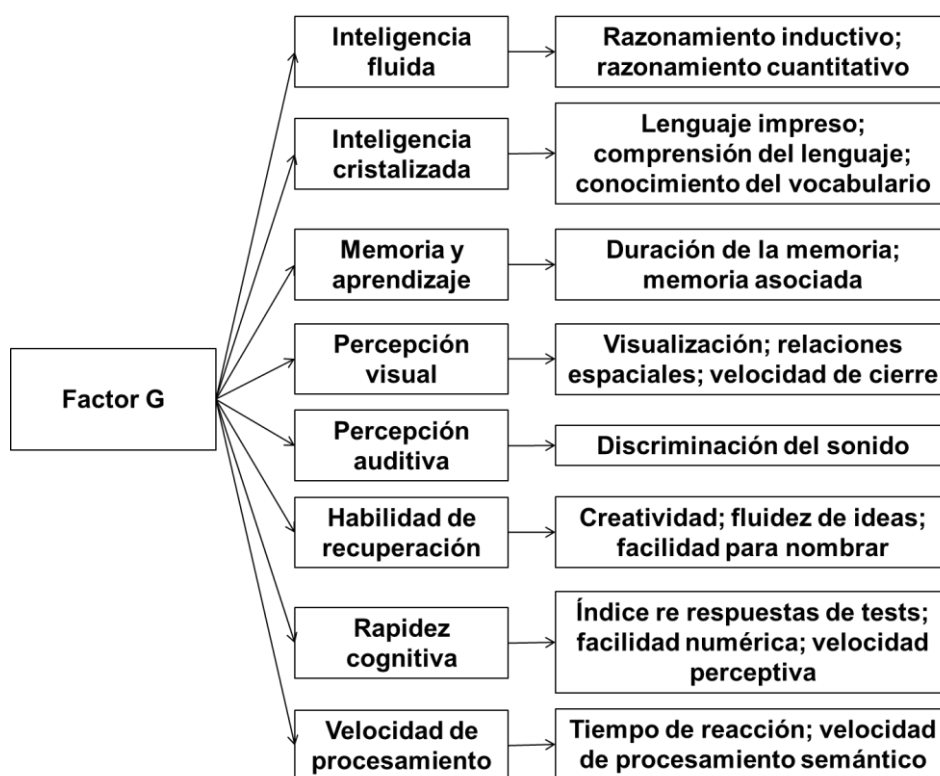 Factor G
Inteligencia
fluida
Razonamiento inductivo;
razonamiento cuantitativo
Inteligencia
cristalizada
Lenguaje impreso;
comprensión del lenguaje;
conocimiento del vocabulario
Memoria y
aprendizaje
Duración de la memoria;
memoria asociada
Percepción
visual
Visualización; relaciones
espaciales; velocidad de cierre
Percepción
auditiva
Discriminación del sonido
Habilidad de
recuperación
Creatividad; fluidez de ideas;
facilidad para nombrar
Rapidez
cognitiva
Índice re respuestas de tests;
facilidad numérica; velocidad
perceptiva
Velocidad de
procesamiento
Tiempo de reacción; velocidad
de procesamiento semántico